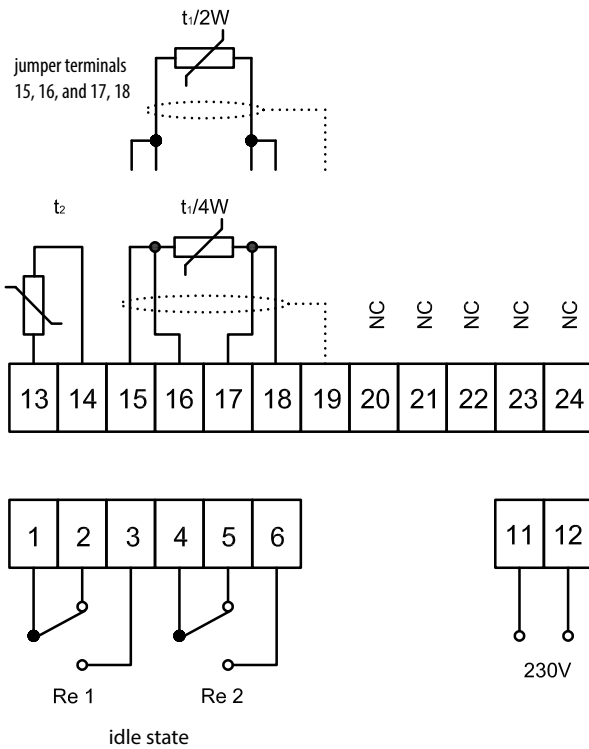 t₁/2W
jumper terminals
15, 16, and 17, 18
t₂
t₁/4W
NC NC NC NC NC
13 14 15 16 17 18 19 20 21 22 23 24
1 2 3 4 5 6 11 12
Re 1 Re 2 230V
idle state